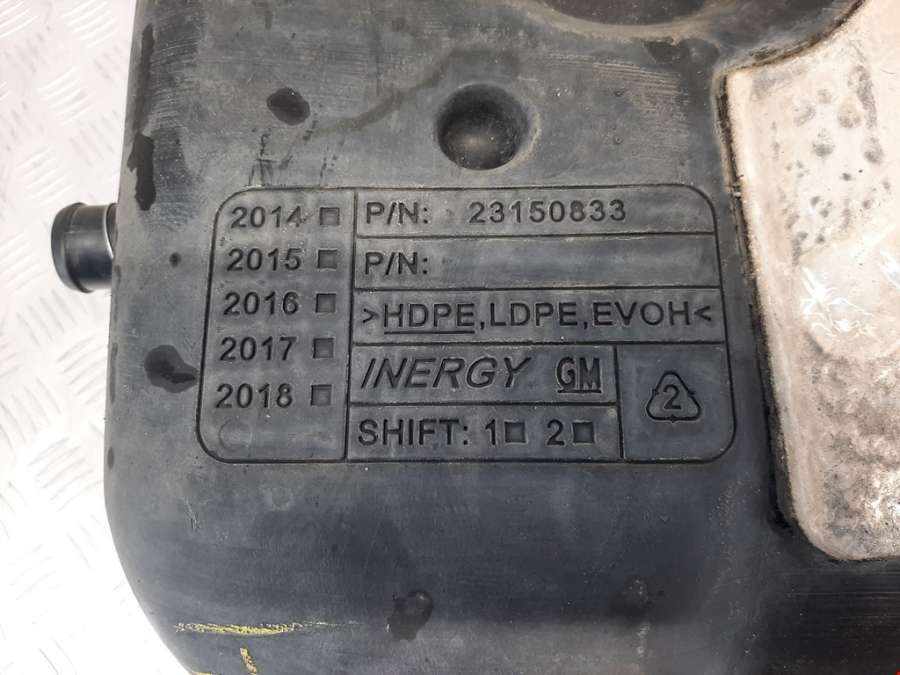 2014 P/N: 23150833
2015 P/N:
2016 >HDPE,LDPE,EVOH<
2017 INERGY GM 2
2018 SHIFT: 1 2